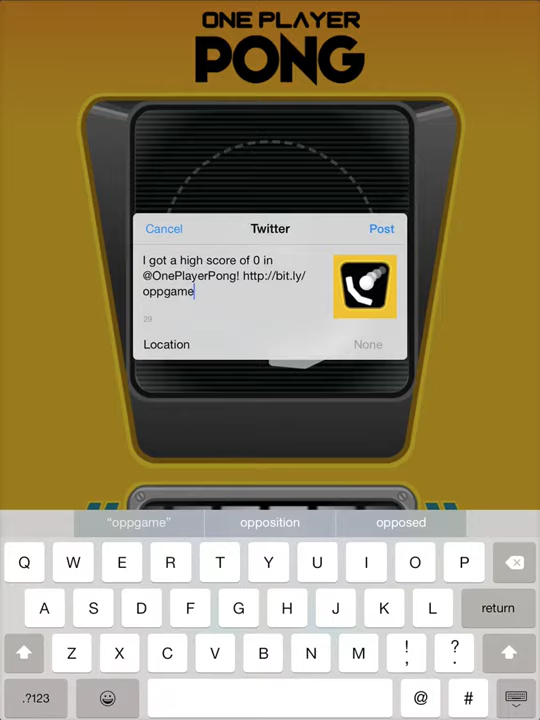 ONE PLAYER
PONG
Cancel Twitter Post
I got a high score of 0 in
@OnePlayerPong! http://bit.ly/
oppgame
29
Location None
“oppgame” opposition opposed
Q W E R T Y U I O P
A S D F G H J K L return
Z X C V B N M ! , ? .
.?123 @ #